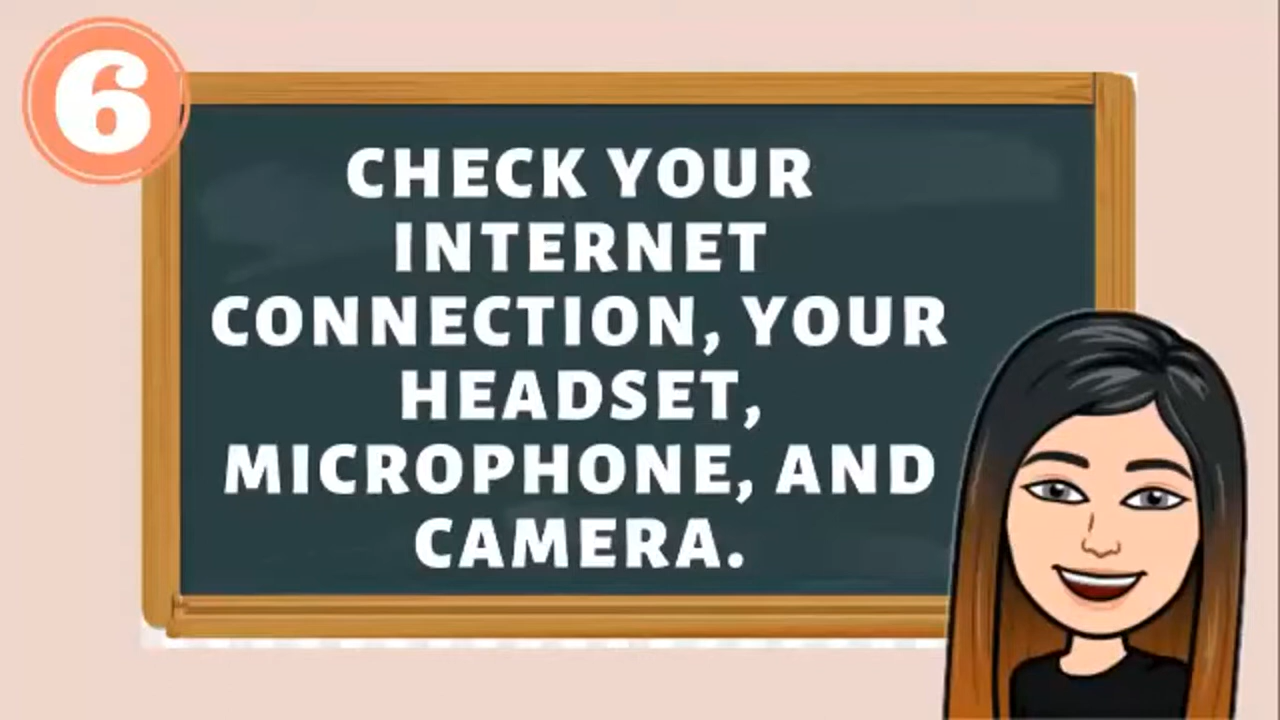 6
CHECK YOUR
INTERNET
CONNECTION, YOUR
HEADSET,
MICROPHONE, AND
CAMERA.